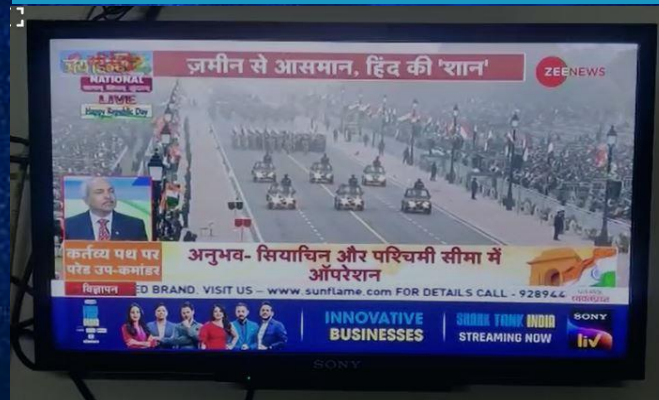 ज़मीन से आसमान, हिंद की 'शान'
ZEE NEWS
NATIONAL
LIVE
Happy Republic Day
कर्तव्य पथ पर
परेड उप-कमांडर
अनुभव- सियाचिन और पश्चिमी सीमा में
ऑपरेशन
विज्ञापन
ED BRAND. VISIT US – www.sunflame.com FOR DETAILS CALL - 928944
INNOVATIVE
BUSINESSES
SHARK TANK INDIA
STREAMING NOW
SONY
liv
SONY